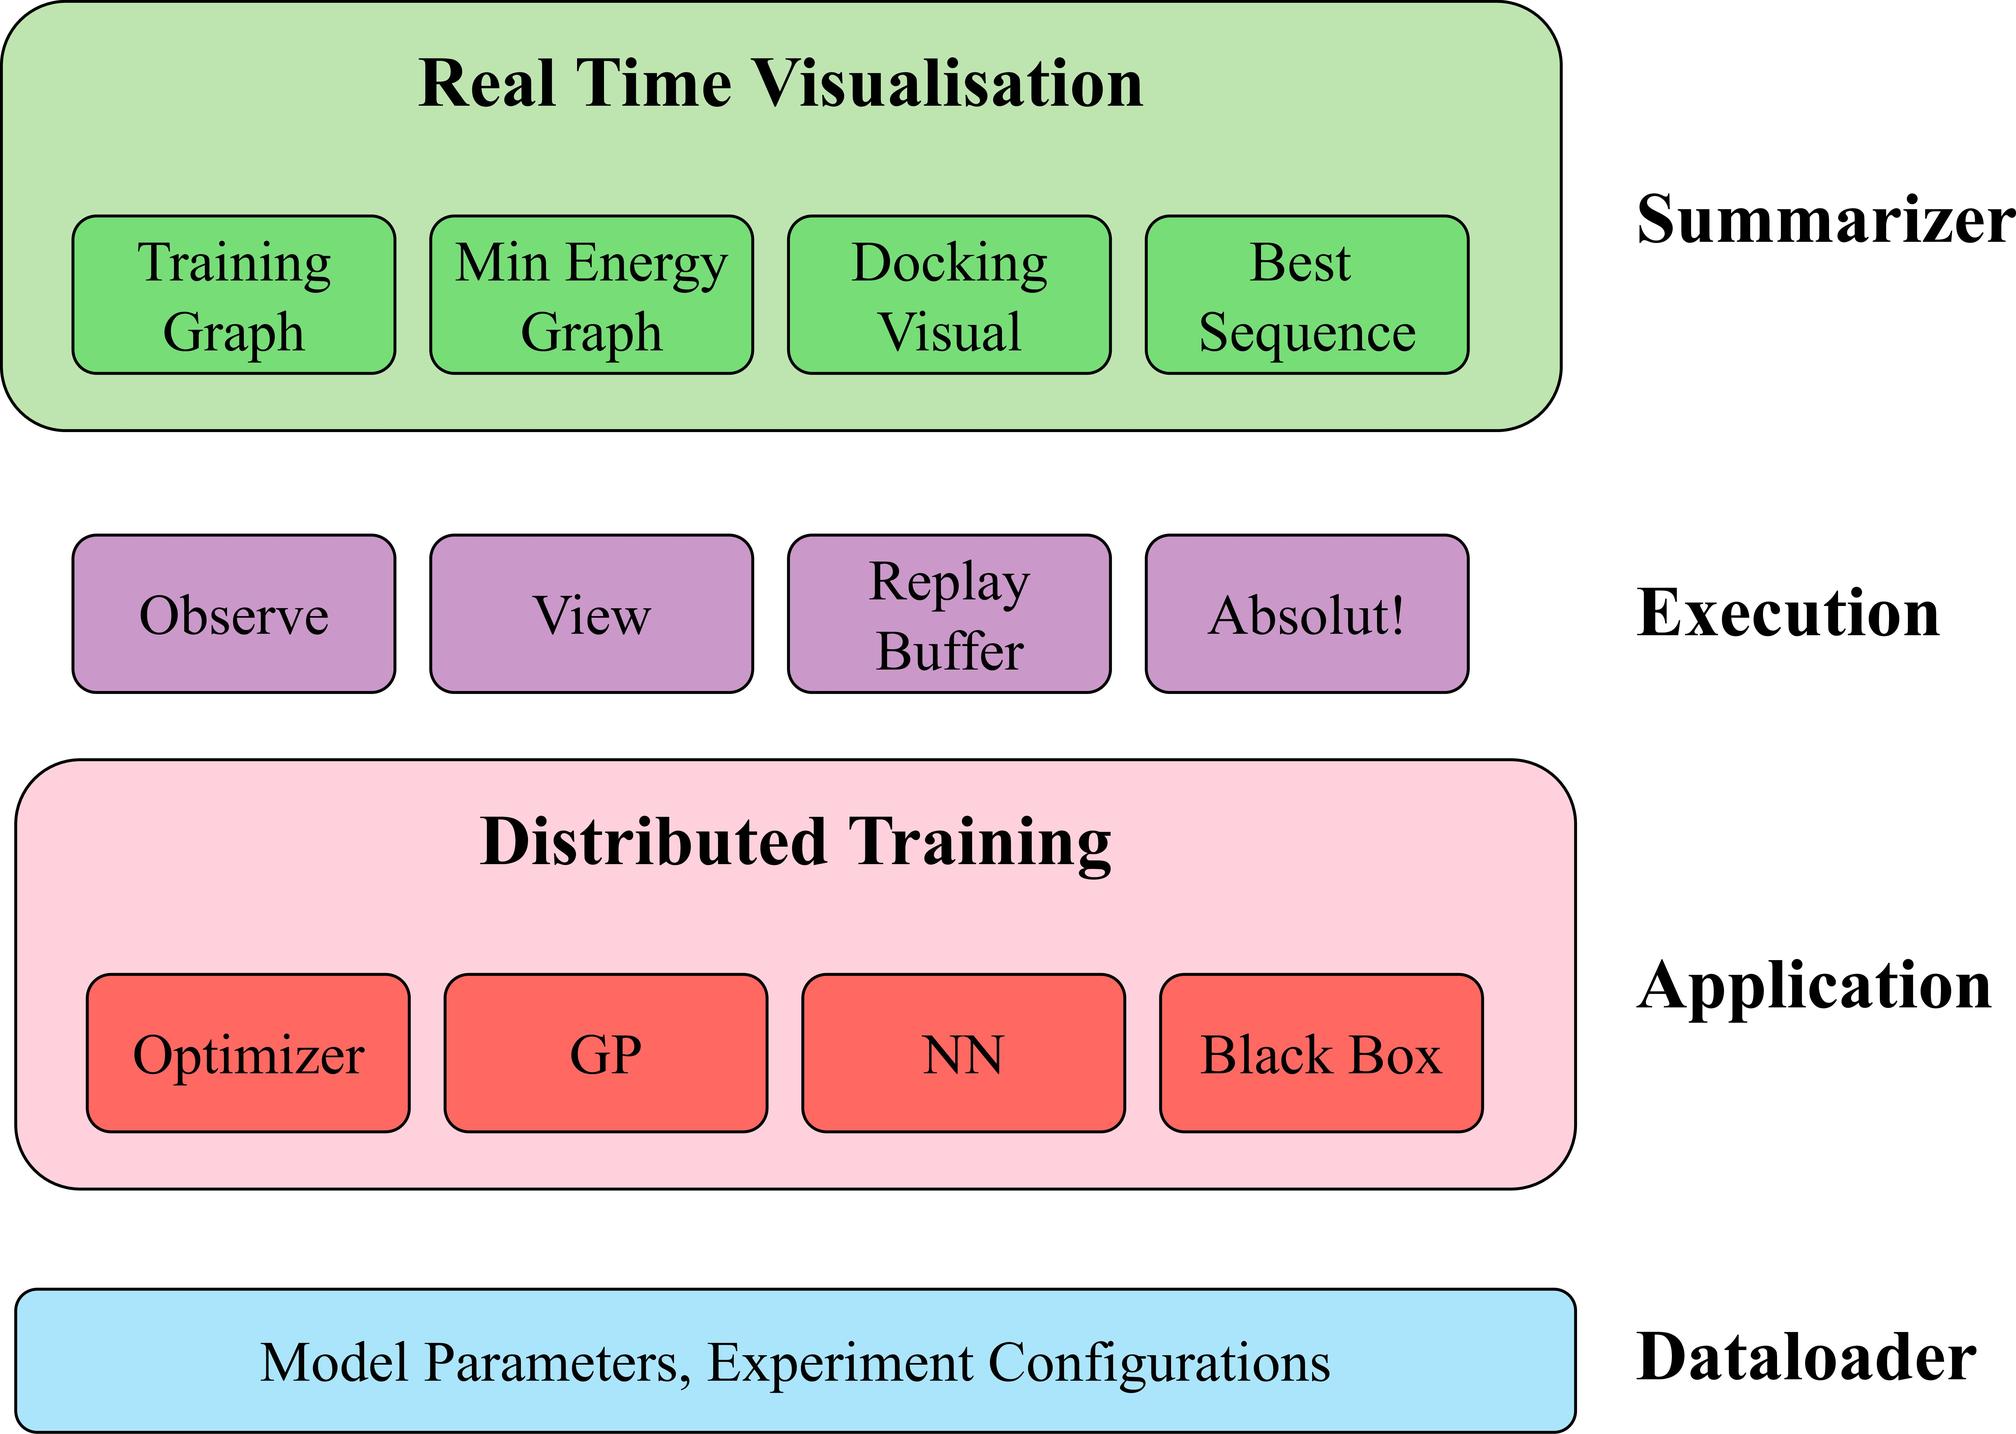 Real Time Visualisation
Training
Graph
Min Energy
Graph
Docking
Visual
Best
Sequence
Summarizer
Observe
View
Replay
Buffer
Absolut!
Execution
Distributed Training
Optimizer
GP
NN
Black Box
Application
Model Parameters, Experiment Configurations
Dataloader